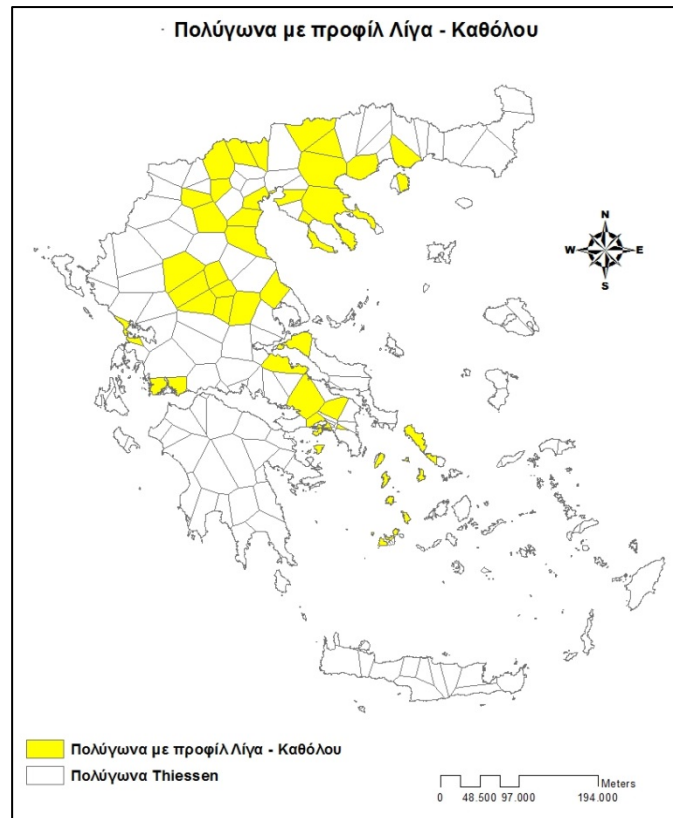 Πολύγωνα με προφίλ Λίγα - Καθόλου
N
W E
S
Πολύγωνα με προφίλ Λίγα - Καθόλου
Πολύγωνα Thiessen
Meters
0 48.500 97.000 194.000